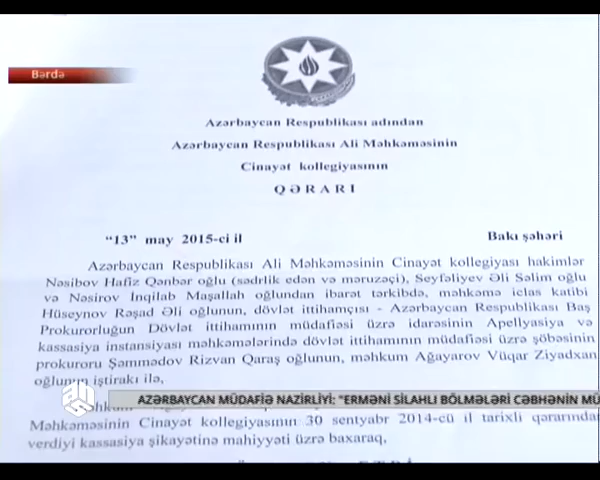 Bərdə
Azərbaycan Respublikası adından
Azərbaycan Respublikası Ali Məhkəməsinin
Cinayət kollegiyasının
QƏRARI
“13” may 2015-ci il Bakı şəhəri
Azərbaycan Respublikası Ali Məhkəməsinin Cinayət kollegiyası hakimlər
Nəsibov Hafiz Qənbər oğlu (sədrlik edən və məruzəçi), Seyfəliyev Əli Səlim oğlu
və Nəsirov İnqilab Maşallah oğlundan ibarət tərkibdə, məhkəmə iclas katibi
Hüseynov Rəşad Əli oğlunun, dövlət ittihamçısı - Azərbaycan Respublikası Baş
Prokurorluğun Dövlət ittihamının müdafiəsi üzrə idarəsinin Apellyasiya və
kassasiya instansiyası məhkəmələrində dövlət ittihamının müdafiəsi üzrə şöbəsinin
prokuroru Şəmmədov Rizvan Qaraş oğlunun, məhkum Ağayarov Vüqar Ziyadxan
oğlunun iştirakı ilə,
AZƏRBAYCAN MÜDAFİƏ NAZİRLİYİ: "ERMƏNİ SİLAHLI BÖLMƏLƏRİ CƏBHƏNİN MÜ
Məhkəməsinin Cinayət kollegiyasının 30 sentyabr 2014-cü il tarixli qərarından
verdiyi kassasiya şikayətinə mahiyyəti üzrə baxaraq,